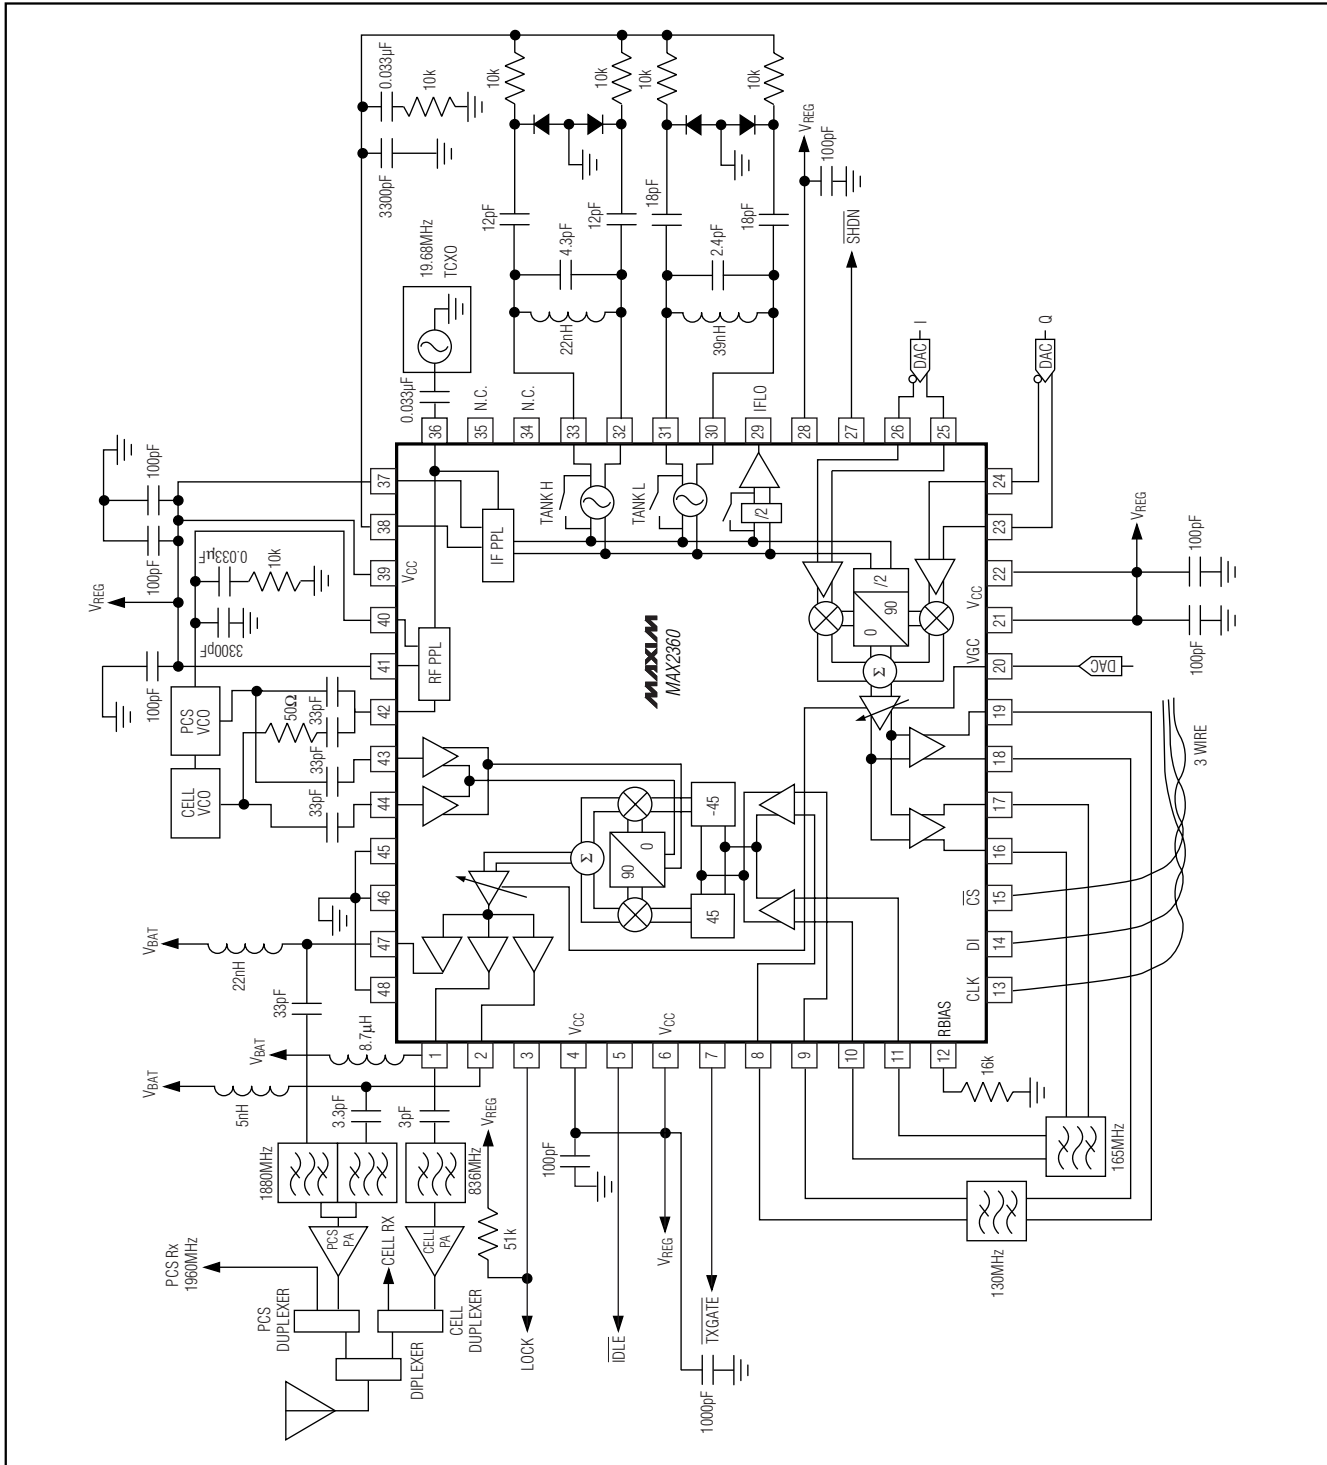 0.033µF
10k
3300pF
19.68MHz
TCXO
0.033µF
10k
10k
10k
10k
12pF
12pF
18pF
18pF
4.3pF
2.4pF
22nH
39nH
VREG
100pF
SHDN
DAC
I
DAC
Q
N.C.
N.C.
IFLO
36
35
34
33
32
31
30
29
28
27
26
25
100pF
100pF
VREG
0.033µF
10k
3300pF
100pF
PCS
VCO
CELL
VCO
50Ω
33pF
33pF
33pF
33pF
37
38
39
40
41
42
43
44
45
46
47
48
VCC
IF PPL
RF PPL
TANK H
TANK L
/2
/2
0
90
Σ
MAXIM
MAX2360
-45
45
90
0
Σ
24
23
22
21
20
19
18
17
16
15
14
13
VCC
VGC
CS
DI
CLK
VREG
100pF
100pF
DAC
3 WIRE
VBAT
22nH
33pF
VBAT
8.7µH
VBAT
5nH
3.3pF
3pF
1
2
3
4
5
6
7
8
9
10
11
12
VCC
VCC
RBIAS
16k
1880MHz
836MHz
PCS
PA
CELL
PA
PCS Rx
1960MHz
CELL RX
PCS
DUPLEXER
CELL
DUPLEXER
DIPLEXER
VREG
51k
LOCK
100pF
IDLE
VREG
TXGATE
1000pF
165MHz
130MHz